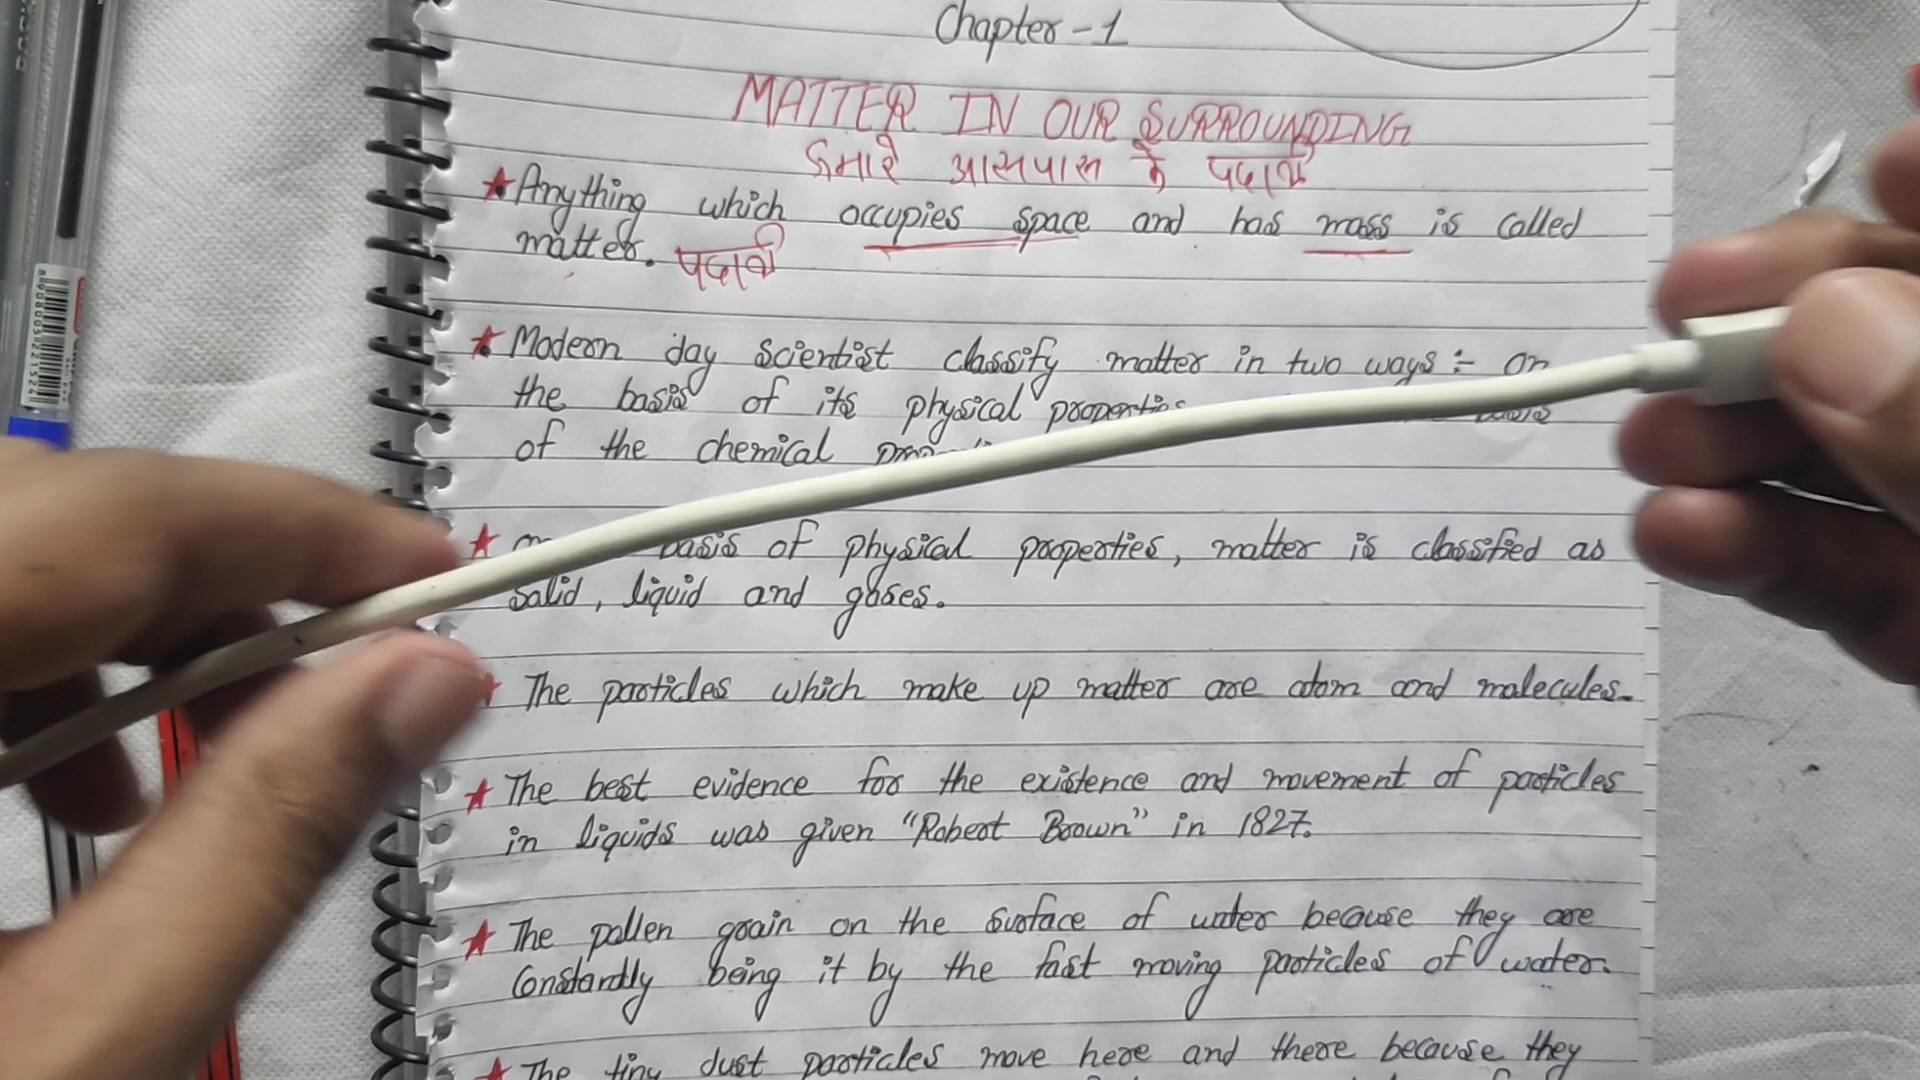 Chapter - 1
MATTER IN OUR SURROUNDING
हमारे आसपास के पदार्थ
Anything which occupies space and has mass is called
matter. पदार्थ
Modern day scientist classify matter in two ways :- on
the basis of its physical properties
of the chemical
basis of physical properties, matter is classified as
salid, liquid and gases.
The particles which make up matter are atom and malecules.
The best evidence for the existence and movement of particles
in liquids was given "Robert Brown" in 1827.
The pollen grain on the surface of water because they are
Constantly being it by the fast moving particles of water.
The tiny dust particles move here and there because they